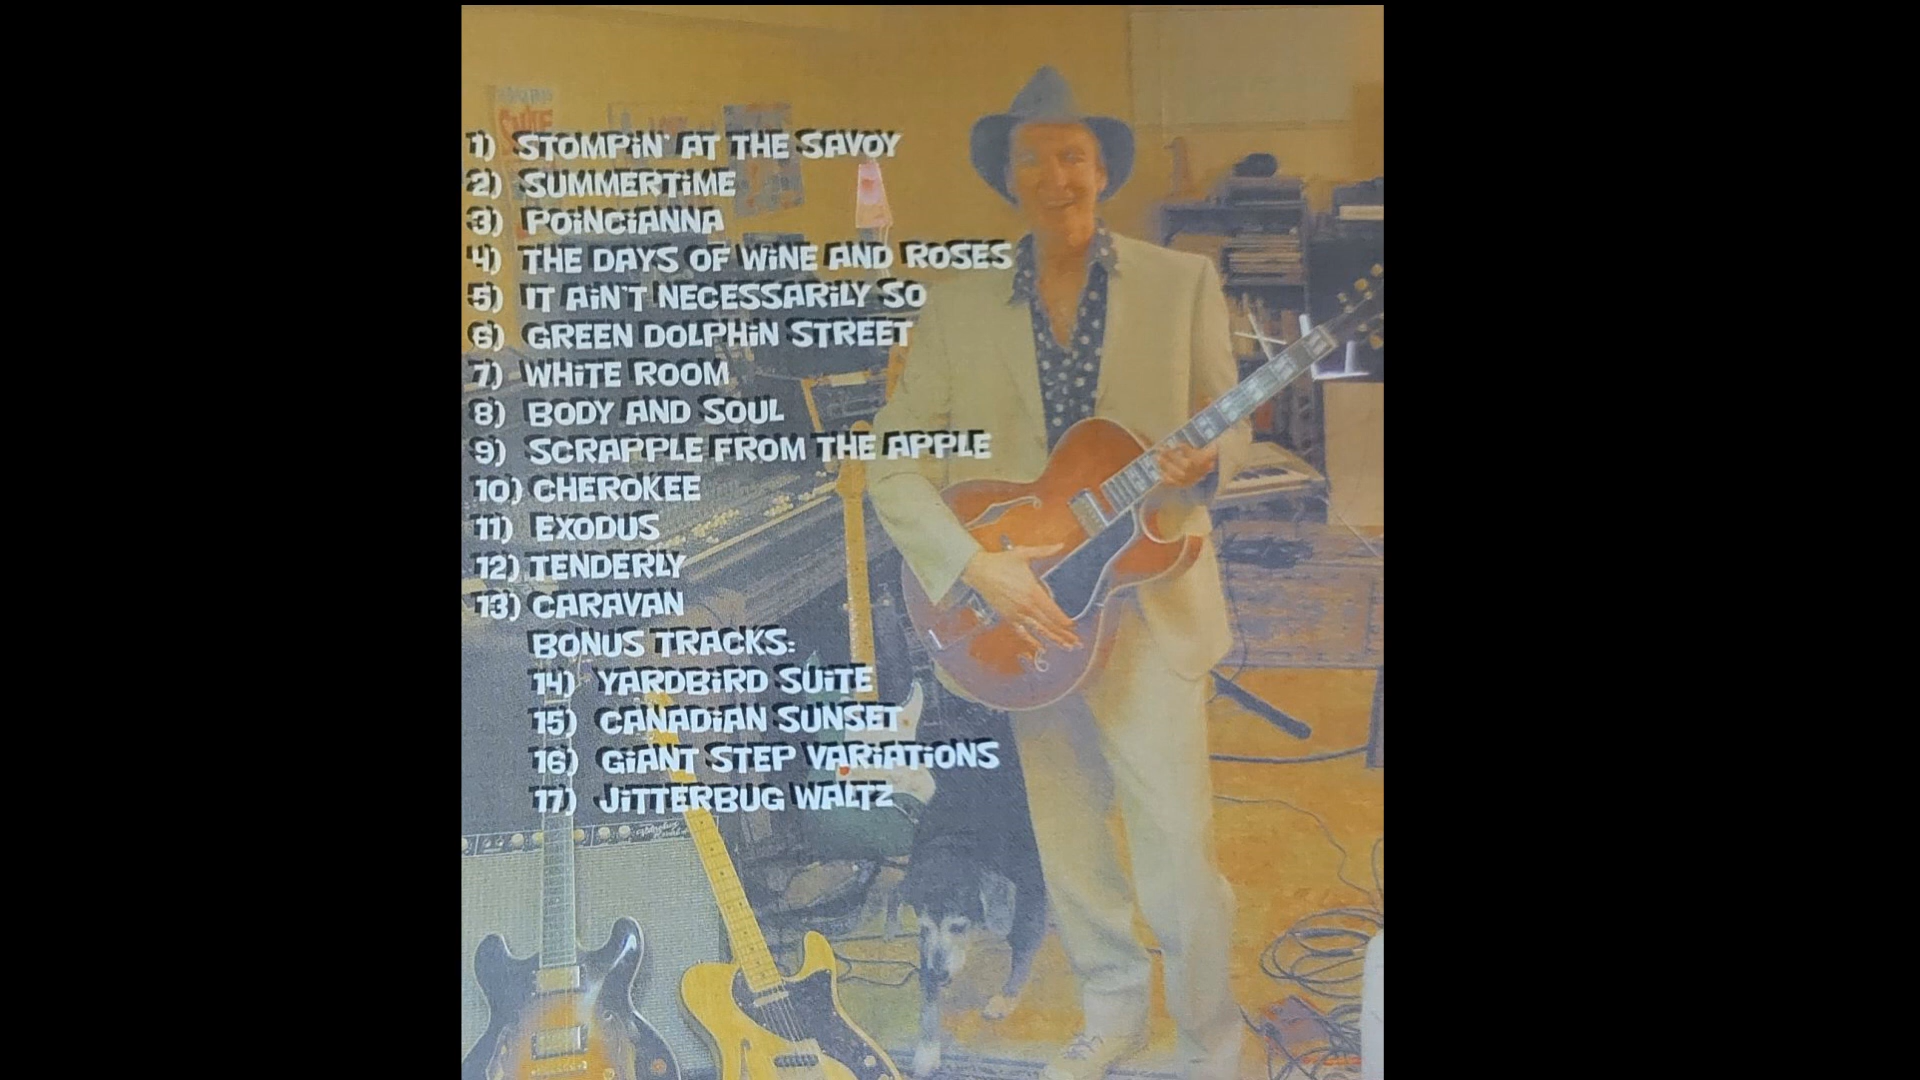 1) STOMPiN' AT THE SAVOY
2) SUMMERTiME
3) POiNCiANNA
4) THE DAYS OF WiNE AND ROSES
5) IT AiN'T NECESSARiLY SO
6) GREEN DOLPHiN STREET
7) WHiTE ROOM
8) BODY AND SOUL
9) SCRAPPLE FROM THE APPLE
10) CHEROKEE
11) EXODUS
12) TENDERLY
13) CARAVAN
BONUS TRACKS:
14) YARDBiRD SUiTE
15) CANADiAN SUNSET
16) GiANT STEP VARiATiONS
17) JiTTERBUG WALTZ